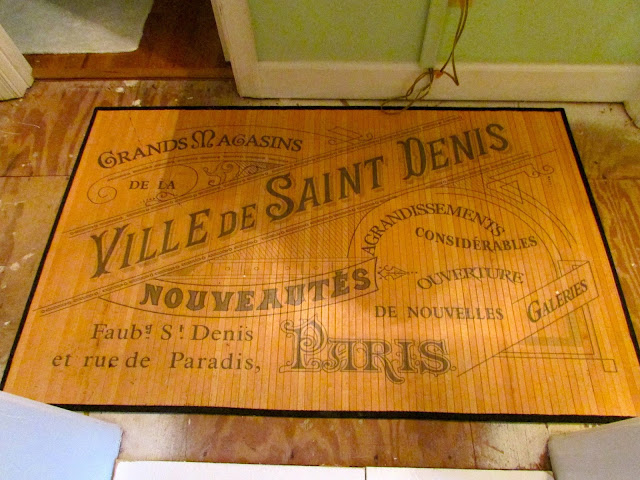 GRANDS MAGASINS
DE LA
VILLE DE SAINT DENIS
NOUVEAUTÉS
AGRANDISSEMENTS
CONSIDÉRABLES
OUVERTURE
DE NOUVELLES
GALERIES
Faubg St Denis
et rue de Paradis,
PARIS.